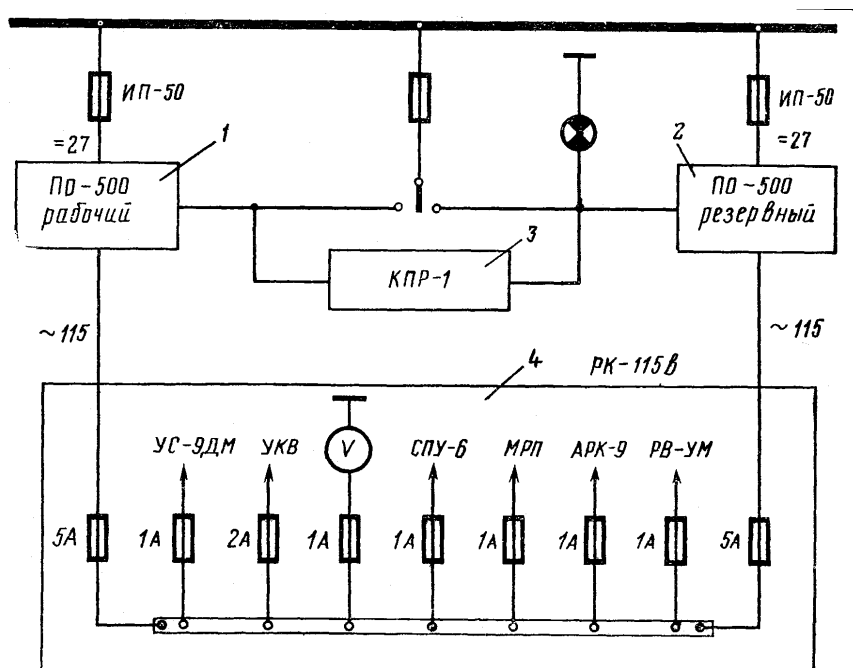 ИП-50
ИП-50
=27
1
2
=27
ПО-500
рабочий
ПО-500
резервный
3
КПР-1
~115
~115
4
РК-115в
УС-9ДМ
УКВ
V
СПУ-6
МРП
АРК-9
РВ-УМ
5А
1А
2А
1А
1А
1А
1А
1А
5А